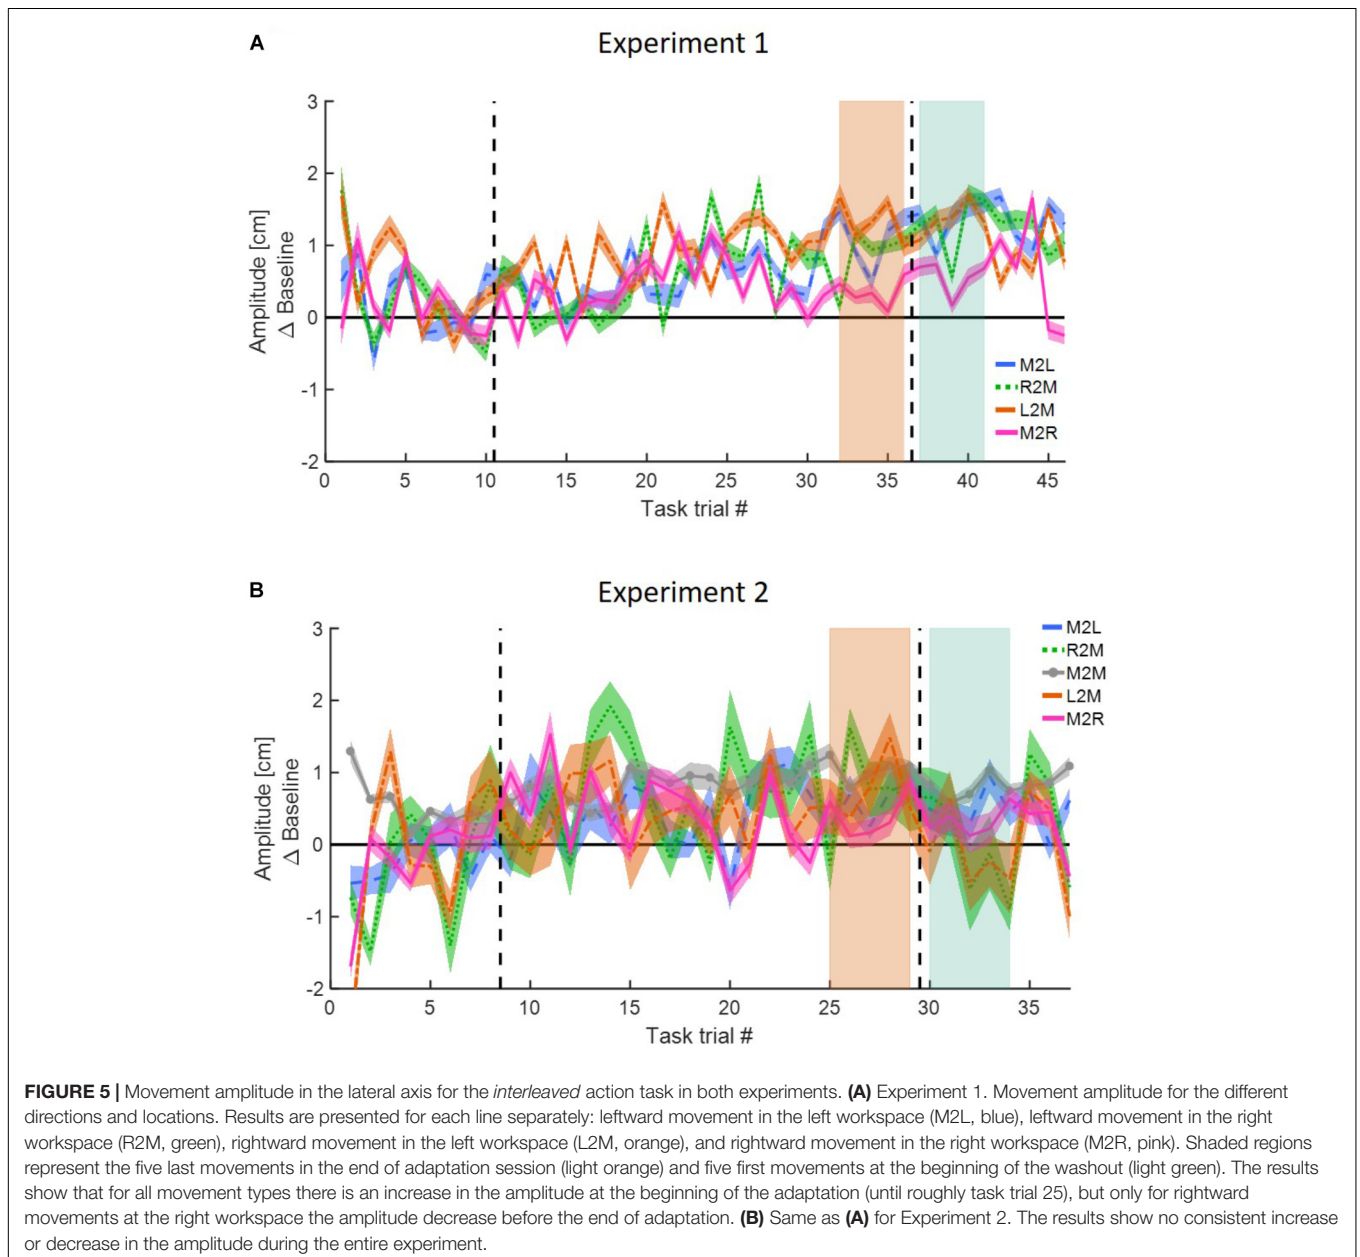 A
Experiment 1
3
2
1
0
-1
-2
Amplitude [cm]
Δ Baseline
M2L
R2M
L2M
M2R
0 5 10 15 20 25 30 35 40 45
Task trial #
B
Experiment 2
3
2
1
0
-1
-2
Amplitude [cm]
Δ Baseline
M2L
R2M
M2M
L2M
M2R
0 5 10 15 20 25 30 35
Task trial #
FIGURE 5 | Movement amplitude in the lateral axis for the interleaved action task in both experiments. (A) Experiment 1. Movement amplitude for the different
directions and locations. Results are presented for each line separately: leftward movement in the left workspace (M2L, blue), leftward movement in the right
workspace (R2M, green), rightward movement in the left workspace (L2M, orange), and rightward movement in the right workspace (M2R, pink). Shaded regions
represent the five last movements in the end of adaptation session (light orange) and five first movements at the beginning of the washout (light green). The results
show that for all movement types there is an increase in the amplitude at the beginning of the adaptation (until roughly task trial 25), but only for rightward
movements at the right workspace the amplitude decrease before the end of adaptation. (B) Same as (A) for Experiment 2. The results show no consistent increase
or decrease in the amplitude during the entire experiment.